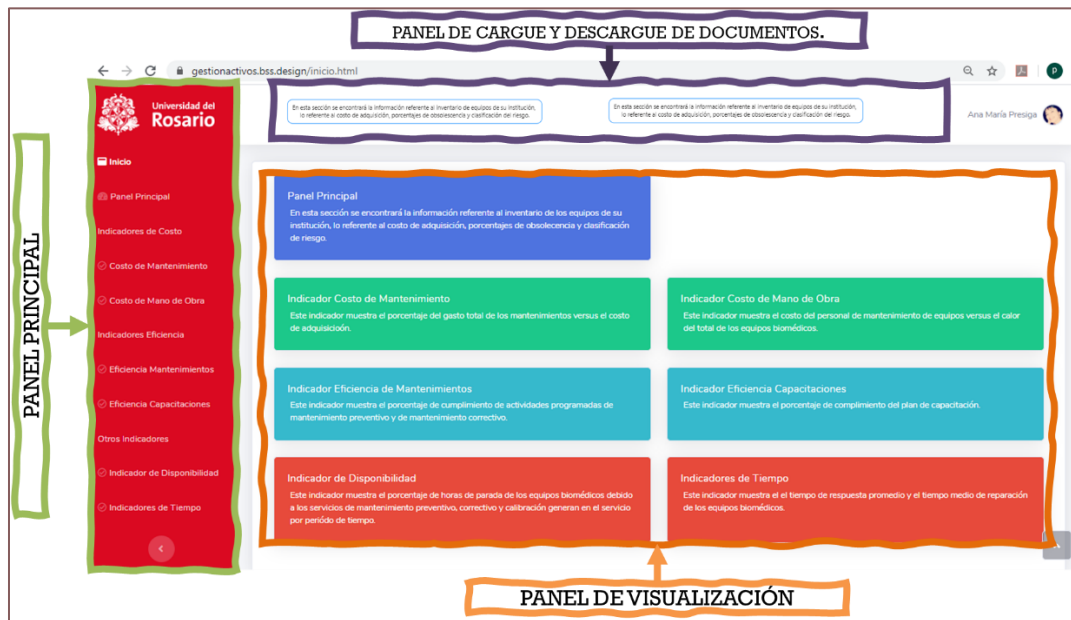 PANEL DE CARGUE Y DESCARGUE DE DOCUMENTOS.
gestionactivos.bss.design/inicio.html
P
Universidad del
Rosario
En esta sección se encontrará la información referente al inventario de equipos de su institución,
lo referente al costo de adquisición, porcentajes de obsolescencia y clasificación del riesgo.
En esta sección se encontrará la información referente al inventario de equipos de su institución,
lo referente al costo de adquisición, porcentajes de obsolescencia y clasificación del riesgo.
Ana María Presiga
PANEL PRINCIPAL
Inicio
Panel Principal
Indicadores de Costo
Costo de Mantenimiento
Costo de Mano de Obra
Indicadores Eficiencia
Eficiencia Mantenimientos
Eficiencia Capacitaciones
Otros Indicadores
Indicador de Disponibilidad
Indicadores de Tiempo
Panel Principal
En esta sección se encontrará la información referente al inventario de los equipos de su
institución, lo referente al costo de adquisición, porcentajes de obsolecencia y clasificación
de riesgo.
Indicador Costo de Mantenimiento
Este indicador muestra el porcentaje del gasto total de los mantenimientos versus el costo
de adquisicioón.
Indicador Costo de Mano de Obra
Este indicador muestra el costo del personal de mantenimiento de equipos versus el calor
del total de los equipos biomédicos.
Indicador Eficiencia de Mantenimientos
Este indicador muestra el porcentaje de cumplimiento de actividades programadas de
mantenimiento preventivo y de mantenimiento correctivo.
Indicador Eficiencia Capacitaciones
Este indicador muestra el porcentaje de complimiento del plan de capacitación.
Indicador de Disponibilidad
Este indicador muestra el porcentaje de horas de parada de los equipos biomédicos debido
a los servicios de mantenimiento preventivo, correctivo y calibración generan en el servicio
por periódo de tiempo.
Indicadores de Tiempo
Este indicador muestra el el tiempo de respuesta promedio y el tiempo medio de reparación
de los equipos biomédicos.
PANEL DE VISUALIZACIÓN